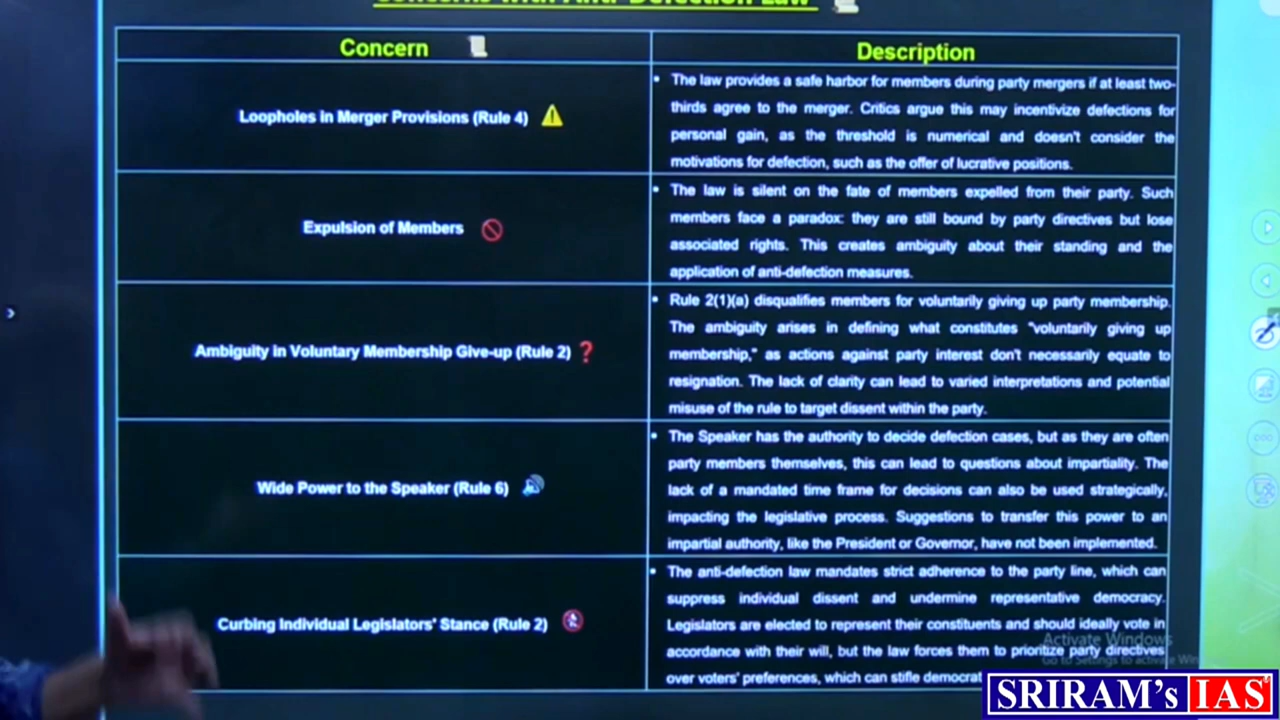 Concerns with Anti-Defection Law
Concern
Description
Loopholes in Merger Provisions (Rule 4)
• The law provides a safe harbor for members during party mergers if at least two-
thirds agree to the merger. Critics argue this may incentivize defections for
personal gain, as the threshold is numerical and doesn't consider the
motivations for defection, such as the offer of lucrative positions.
Expulsion of Members
• The law is silent on the fate of members expelled from their party. Such
members face a paradox: they are still bound by party directives but lose
associated rights. This creates ambiguity about their standing and the
application of anti-defection measures.
Ambiguity in Voluntary Membership Give-up (Rule 2)
• Rule 2(1)(a) disqualifies members for voluntarily giving up party membership.
The ambiguity arises in defining what constitutes "voluntarily giving up
membership," as actions against party interest don't necessarily equate to
resignation. The lack of clarity can lead to varied interpretations and potential
misuse of the rule to target dissent within the party.
Wide Power to the Speaker (Rule 6)
• The Speaker has the authority to decide defection cases, but as they are often
party members themselves, this can lead to questions about impartiality. The
lack of a mandated time frame for decisions can also be used strategically,
impacting the legislative process. Suggestions to transfer this power to an
impartial authority, like the President or Governor, have not been implemented.
Curbing Individual Legislators' Stance (Rule 2)
• The anti-defection law mandates strict adherence to the party line, which can
suppress individual dissent and undermine representative democracy.
Legislators are elected to represent their constituents and should ideally vote in
accordance with their will, but the law forces them to prioritize party directives
over voters' preferences, which can stifle
Activate Windows
Go to Settings to activate Win
SRIRAM's IAS